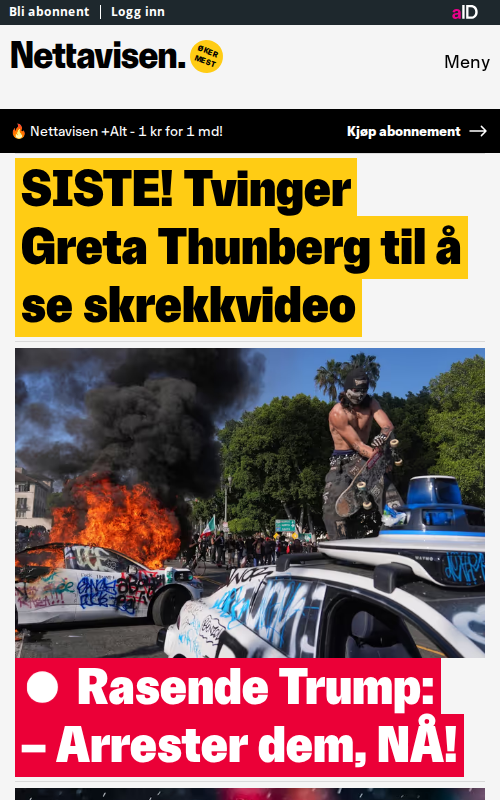 Bli abonnent | Logg inn
aID
Nettavisen.
ØKER
MEST
Meny
Nettavisen +Alt - 1 kr for 1 md!
Kjøp abonnement →
SISTE! Tvinger
Greta Thunberg til å
se skrekkvideo
Rasende Trump:
– Arrester dem, NÅ!